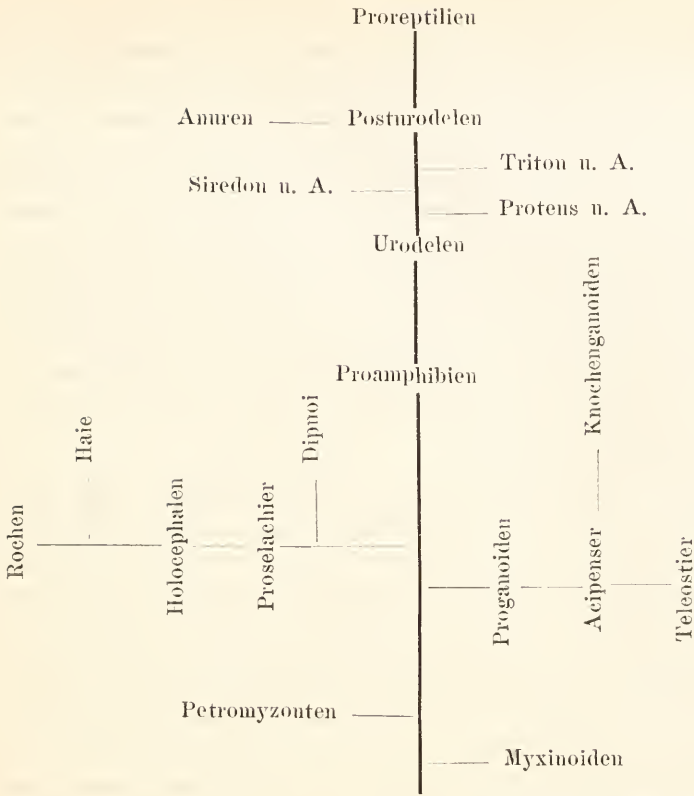 Proreptilien
Anuren
Posturodelen
Triton u. A.
Siredon u. A.
Proteus u. A.
Urodelen
Proamphibien
Knochenganoiden
Dipnoi
Haie
Rochen
Holocephalen
Proselachier
Proganoiden
Acipenser
Teleostier
Petromyzonten
Myxinoiden